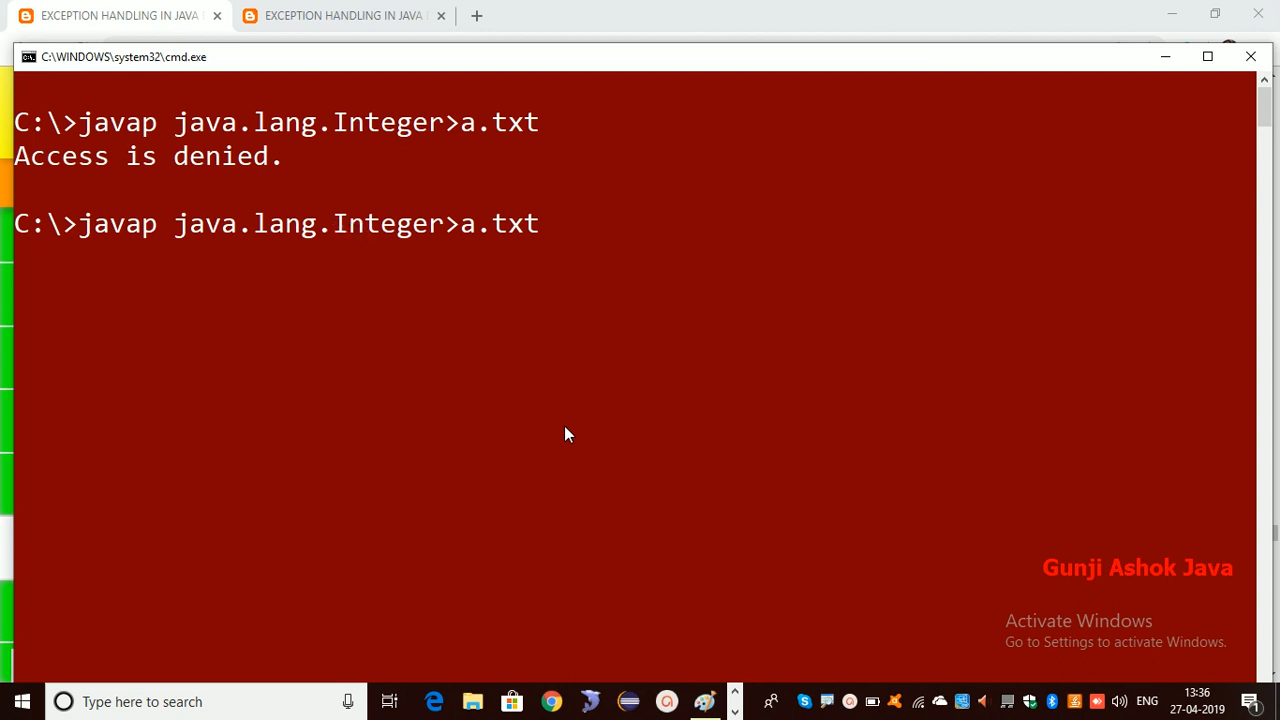 EXCEPTION HANDLING IN JAVA
EXCEPTION HANDLING IN JAVA
C:\WINDOWS\system32\cmd.exe
C:\>javap java.lang.Integer>a.txt
Access is denied.
C:\>javap java.lang.Integer>a.txt
Gunji Ashok Java
Activate Windows
Go to Settings to activate Windows.
Type here to search
ENG
13:36
27-04-2019
1